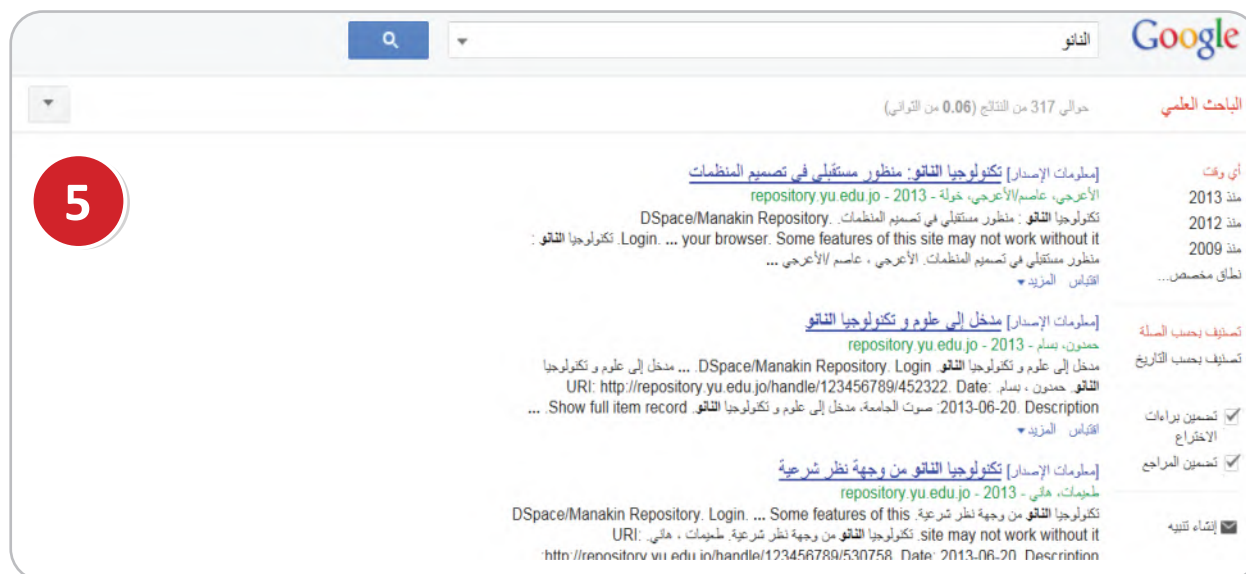 Google
النانو
الباحث العلمي
حوالي 317 من النتائج (0.06 من الثواني)
5
أي وقت
منذ 2013
منذ 2012
منذ 2009
نطاق مخصص...
تصنيف بحسب الصلة
تصنيف بحسب التاريخ
تضمين براءات
الاختراع
تضمين المراجع
إنشاء تنبيه
[معلومات الإصدار] تكنولوجيا النانو: منظور مستقبلي في تصميم المنظمات
الأعرجي، عاصم/الأعرجي، خولة - 2013 - repository.yu.edu.jo
تكنولوجيا النانو : منظور مستقبلي في تصميم المنظمات. DSpace/Manakin Repository.
Login. ... your browser. Some features of this site may not work without it. تكنولوجيا النانو :
منظور مستقبلي في تصميم المنظمات. الأعرجي ، عاصم /الأعرجي ...
اقتباس المزيد
[معلومات الإصدار] مدخل إلى علوم و تكنولوجيا النانو
حمدون، بسام - 2013 - repository.yu.edu.jo
مدخل إلى علوم و تكنولوجيا النانو. DSpace/Manakin Repository. Login. ... مدخل إلى علوم و تكنولوجيا
النانو. حمدون ، بسام. URI: http://repository.yu.edu.jo/handle/123456789/452322. Date:
2013-06-20. Description: صوت الجامعة، مدخل إلى علوم و تكنولوجيا النانو. Show full item record. ...
اقتباس المزيد
[معلومات الإصدار] تكنولوجيا النانو من وجهة نظر شرعية
طعيمات، هاني - 2013 - repository.yu.edu.jo
تكنولوجيا النانو من وجهة نظر شرعية. DSpace/Manakin Repository. Login. ... Some features of this
site may not work without it. تكنولوجيا النانو من وجهة نظر شرعية. طعيمات ، هاني. URI:
http://repository.yu.edu.jo/handle/123456789/530758. Date: 2013-06-20. Description: